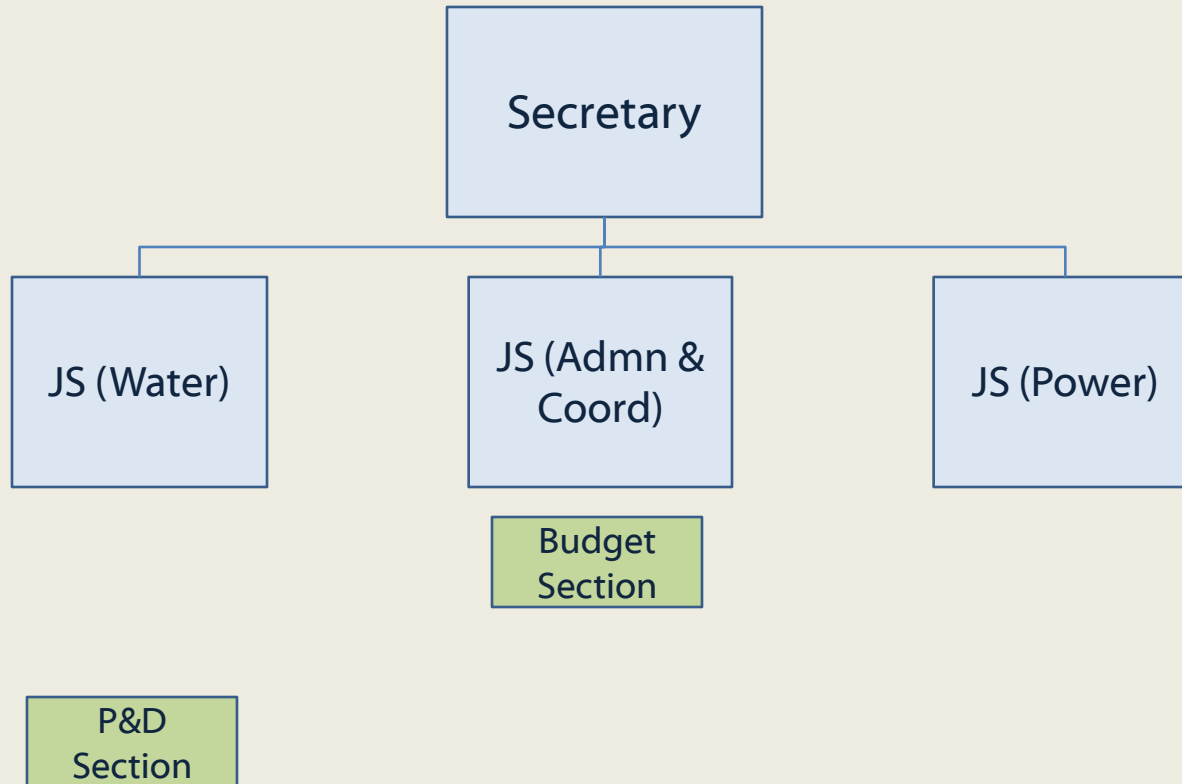 Secretary
JS (Water)
JS (Admn &
Coord)
JS (Power)
Budget
Section
P&D
Section